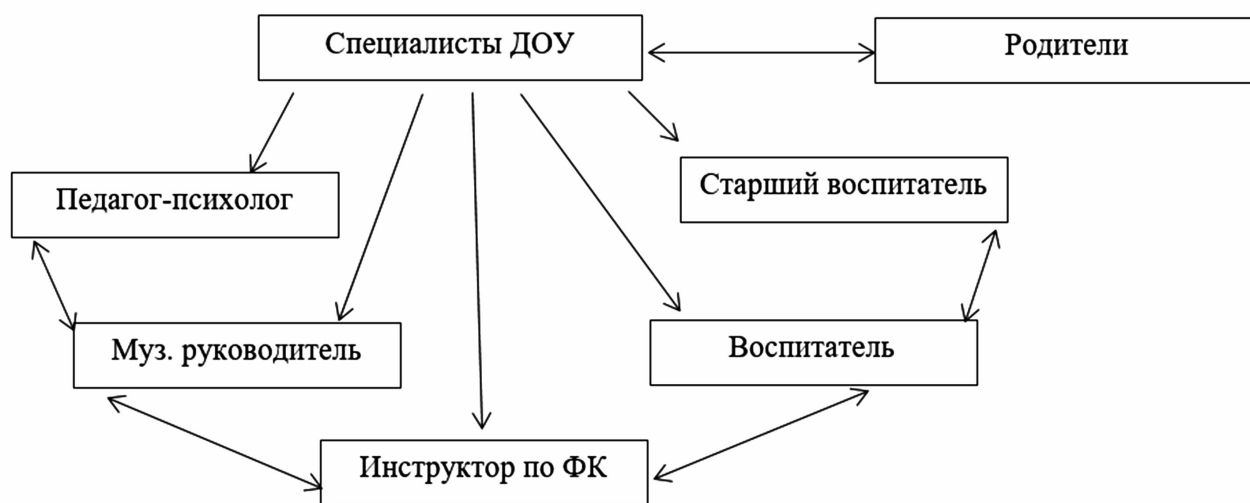 Специалисты ДОУ
Родители
Педагог-психолог
Старший воспитатель
Муз. руководитель
Воспитатель
Инструктор по ФК